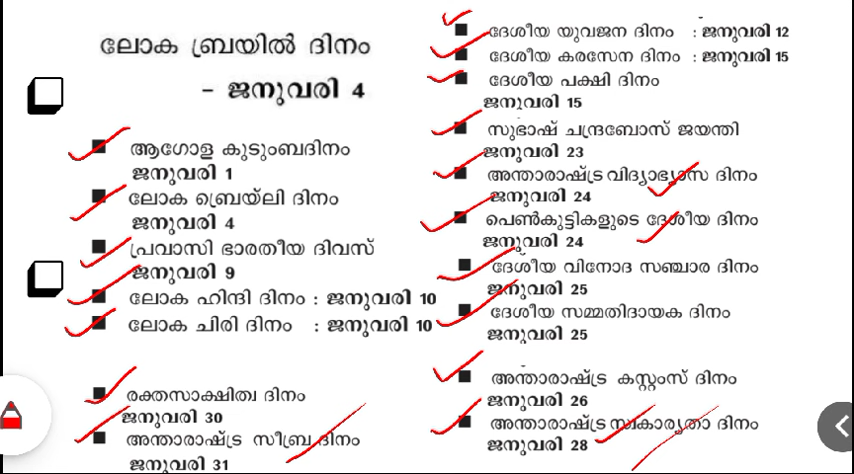 ലോക ബ്രയിൽ ദിനം
- ജനുവരി 4
ആഗോള കുടുംബദിനം
ജനുവരി 1
ലോക ബ്രെയ്ലി ദിനം
ജനുവരി 4
പ്രവാസി ഭാരതീയ ദിവസ്
ജനുവരി 9
ലോക ഹിന്ദി ദിനം : ജനുവരി 10
ലോക ചിരി ദിനം : ജനുവരി 10
രക്തസാക്ഷിത്വ ദിനം
ജനുവരി 30
അന്താരാഷ്ട്ര സീബ്ര ദിനം
ജനുവരി 31
ദേശീയ യുവജന ദിനം : ജനുവരി 12
ദേശീയ കരസേന ദിനം : ജനുവരി 15
ദേശീയ പക്ഷി ദിനം
ജനുവരി 15
സുഭാഷ് ചന്ദ്രബോസ് ജയന്തി
ജനുവരി 23
അന്താരാഷ്ട്ര വിദ്യാഭ്യാസ ദിനം
ജനുവരി 24
പെൺകുട്ടികളുടെ ദേശീയ ദിനം
ജനുവരി 24
ദേശീയ വിനോദ സഞ്ചാര ദിനം
ജനുവരി 25
ദേശീയ സമ്മതിദായക ദിനം
ജനുവരി 25
അന്താരാഷ്ട്ര കസ്റ്റംസ് ദിനം
ജനുവരി 26
അന്താരാഷ്ട്ര സ്വകാര്യതാ ദിനം
ജനുവരി 28